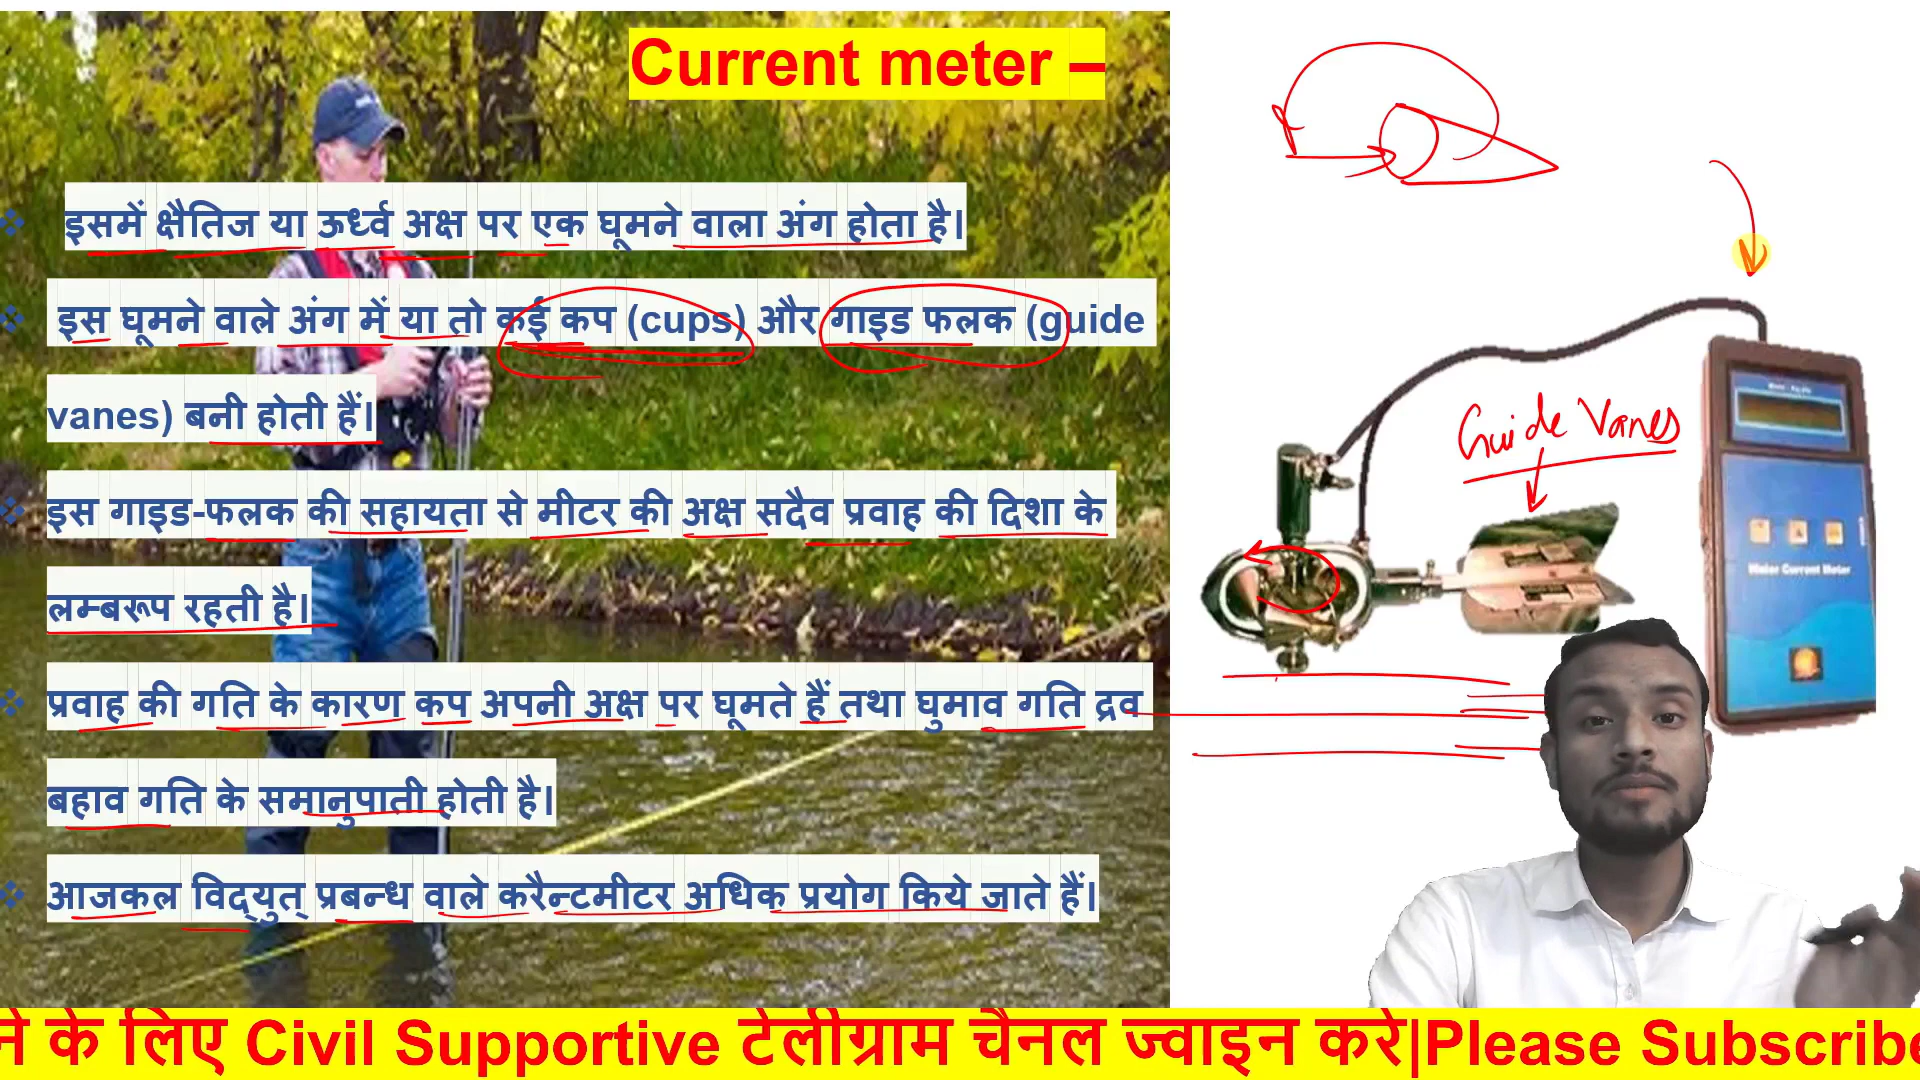 Current meter –
इसमें क्षैतिज या ऊर्ध्व अक्ष पर एक घूमने वाला अंग होता है।
इस घूमने वाले अंग में या तो कई कप (cups) और गाइड फलक (guide
vanes) बनी होती हैं।
इस गाइड-फलक की सहायता से मीटर की अक्ष सदैव प्रवाह की दिशा के
लम्बरूप रहती है।
प्रवाह की गति के कारण कप अपनी अक्ष पर घूमते हैं तथा घुमाव गति द्रव
बहाव गति के समानुपाती होती है।
आजकल विद्युत् प्रबन्ध वाले करैन्टमीटर अधिक प्रयोग किये जाते हैं।
Guide Vanes
Water Current Meter
ने के लिए Civil Supportive टेलीग्राम चैनल ज्वाइन करे|Please Subscribe